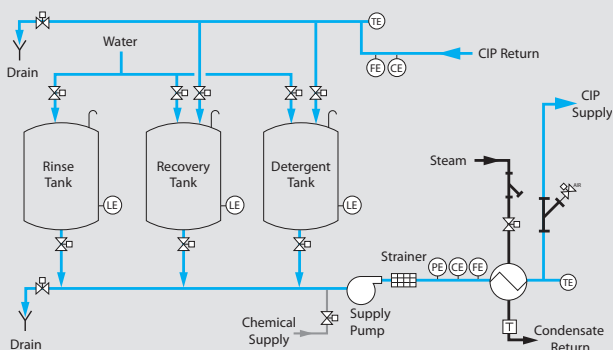 TE
Water
CIP Return
Drain
FE
CE
CIP
Supply
Rinse
Tank
Recovery
Tank
Detergent
Tank
Steam
AIR
LE
LE
LE
Strainer
PE
CE
FE
TE
Supply
Pump
Chemical
Supply
T
Drain
Condensate
Return